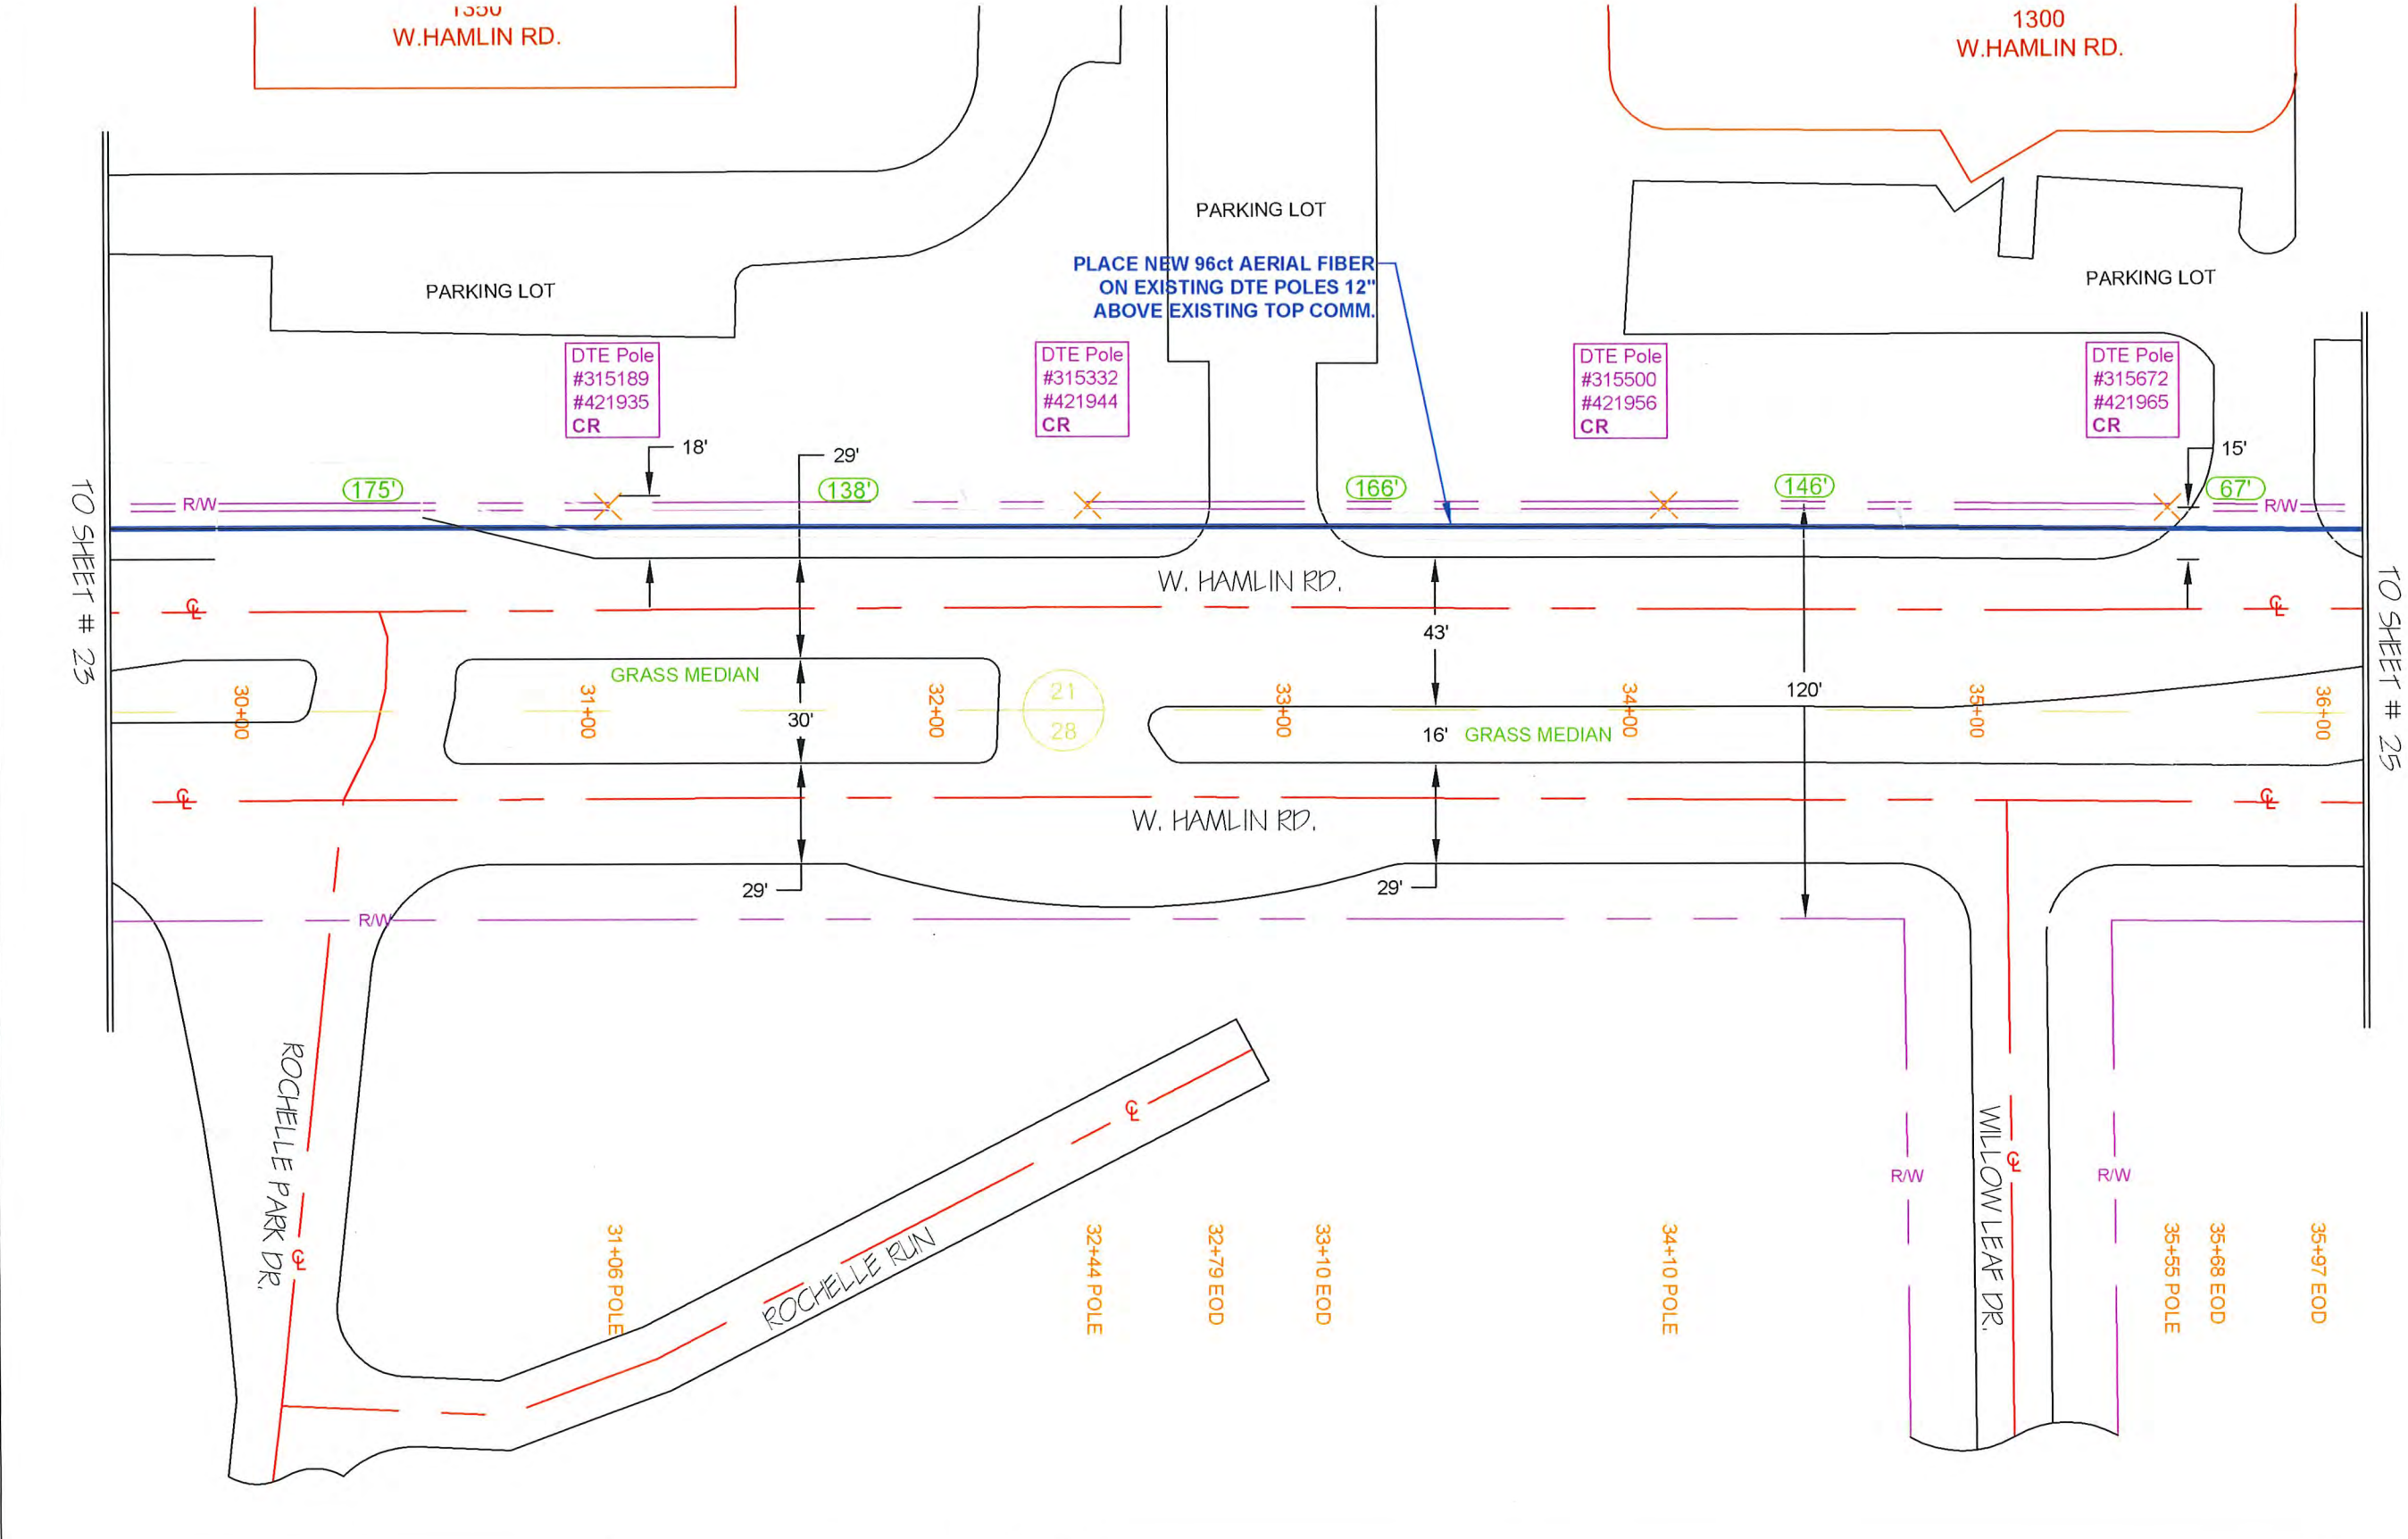 1350
W.HAMLIN RD.
1300
W.HAMLIN RD.
PARKING LOT
PARKING LOT
PARKING LOT
PLACE NEW 96ct AERIAL FIBER
ON EXISTING DTE POLES 12"
ABOVE EXISTING TOP COMM.
DTE Pole
#315189
#421935
CR
DTE Pole
#315332
#421944
CR
DTE Pole
#315500
#421956
CR
DTE Pole
#315672
#421965
CR
18'
29'
15'
R/W
175'
138'
166'
146'
67'
R/W
TO SHEET # 23
TO SHEET # 25
W. HAMLIN RD.
℄
℄
43'
GRASS MEDIAN
30+00
31+00
30'
32+00
21
28
33+00
16'
GRASS MEDIAN
34+00
120'
35+00
36+00
℄
℄
W. HAMLIN RD.
29'
29'
R/W
ROCHELLE PARK DR.
℄
ROCHELLE RUN
℄
WILLOW LEAF DR.
℄
R/W
R/W
31+06 POLE
32+44 POLE
32+79 EOD
33+10 EOD
34+10 POLE
35+55 POLE
35+68 EOD
35+97 EOD